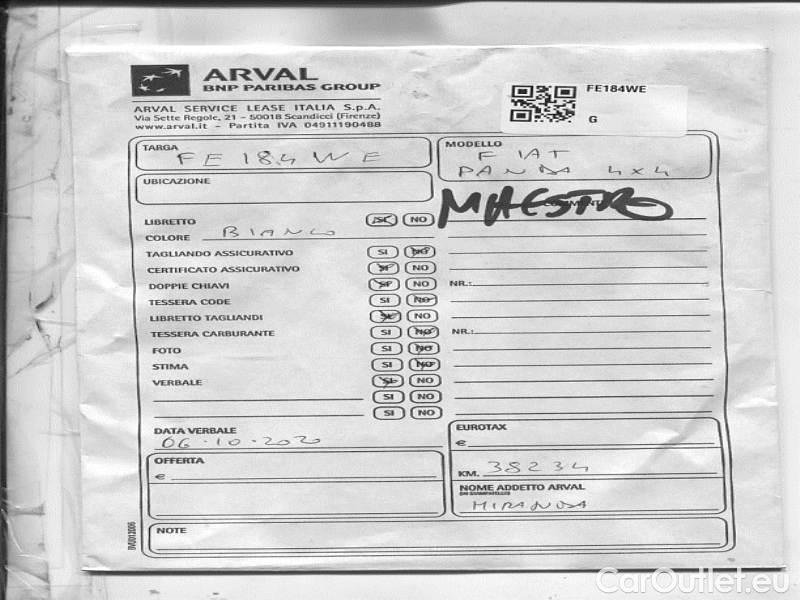 ARVAL
BNP PARIBAS GROUP
ARVAL SERVICE LEASE ITALIA S.p.A.
Via Sette Regole, 21 - 50018 Scandicci (Firenze)
www.arval.it - Partita IVA 04911190488
FE184WE
G
TARGA
FE 184 WE
MODELLO
FIAT
PANDA 4x4
UBICAZIONE
MAESTRO
LIBRETTO SI NO
COLORE BIANCO
TAGLIANDO ASSICURATIVO SI NO
CERTIFICATO ASSICURATIVO SI NO
DOPPIE CHIAVI SI NO NR.:
TESSERA CODE SI NO
LIBRETTO TAGLIANDI SI NO
TESSERA CARBURANTE SI NO NR.:
FOTO SI NO
STIMA SI NO
VERBALE SI NO
SI NO
SI NO
DATA VERBALE
06-10-2020
EUROTAX
€
OFFERTA
€
KM. 38234
NOME ADDETTO ARVAL
MIRANDA
NOTE
CarOutlet.eu